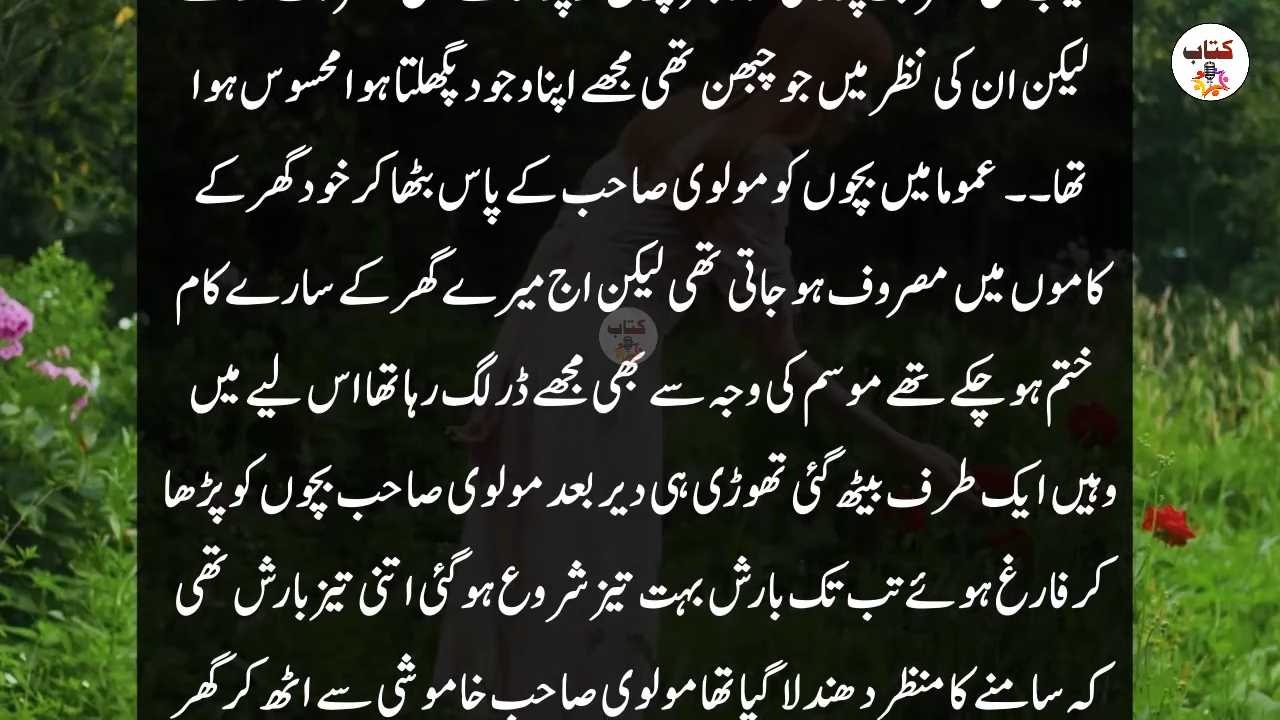 لیکن ان کی نظر میں جو چبھن تھی مجھے اپنا وجود پگھلتا ہوا محسوس ہوا
تھا۔۔ عموما میں بچوں کو مولوی صاحب کے پاس بٹھا کر خود گھر کے
کاموں میں مصروف ہو جاتی تھی لیکن اج میرے گھر کے سارے کام
ختم ہو چکے تھے موسم کی وجہ سے بھی مجھے ڈر لگ رہا تھا اس لیے میں
وہیں ایک طرف بیٹھ گئی تھوڑی ہی دیر بعد مولوی صاحب بچوں کو پڑھا
کر فارغ ہوئے تب تک بارش بہت تیز شروع ہو گئی اتنی تیز بارش تھی
کہ سامنے کا منظر دھندلا گیا تھا مولوی صاحب خاموشی سے اٹھ کر گھر
کتاب
کتاب